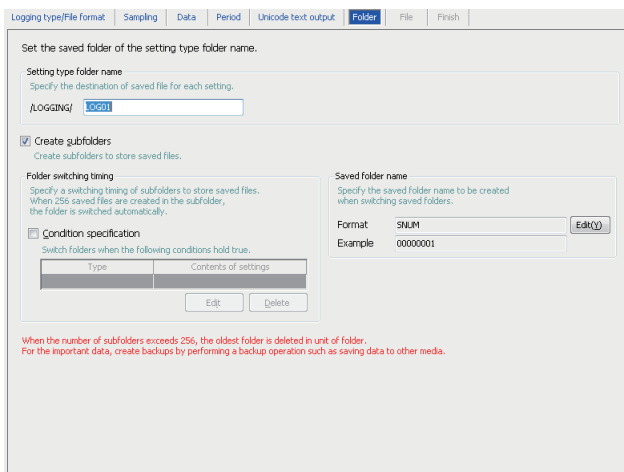 Logging type/File format Sampling Data Period Unicode text output Folder File Finish
Set the saved folder of the setting type folder name.
Setting type folder name
Specify the destination of saved file for each setting.
/LOGGING/ LOG01
Create subfolders
Create subfolders to store saved files.
Folder switching timing
Specify a switching timing of subfolders to store saved files.
When 256 saved files are created in the subfolder,
the folder is switched automatically.
Condition specification
Switch folders when the following conditions hold true.
Type Contents of settings
Edit Delete
Saved folder name
Specify the saved folder name to be created
when switching saved folders.
Format SNUM Edit(Y)
Example 00000001
When the number of subfolders exceeds 256, the oldest folder is deleted in unit of folder.
For the important data, create backups by performing a backup operation such as saving data to other media.